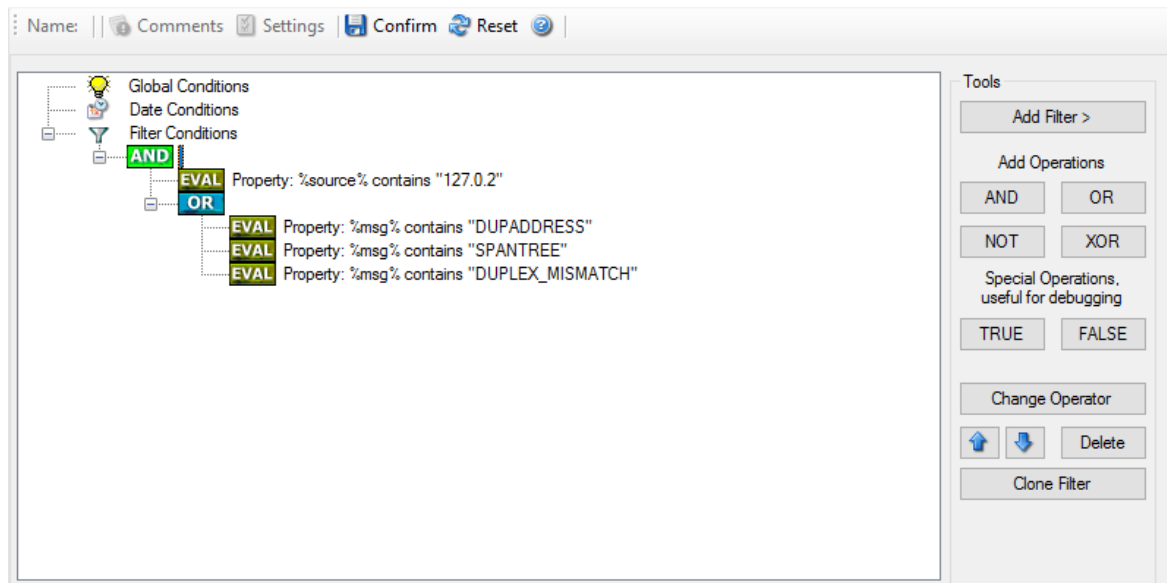 Name: Comments Settings Confirm Reset
Global Conditions
Date Conditions
Filter Conditions
AND
EVAL Property: %source% contains "127.0.2"
OR
EVAL Property: %msg% contains "DUPADDRESS"
EVAL Property: %msg% contains "SPANTREE"
EVAL Property: %msg% contains "DUPLEX_MISMATCH"
Tools
Add Filter >
Add Operations
AND OR
NOT XOR
Special Operations,
useful for debugging
TRUE FALSE
Change Operator
Delete
Clone Filter